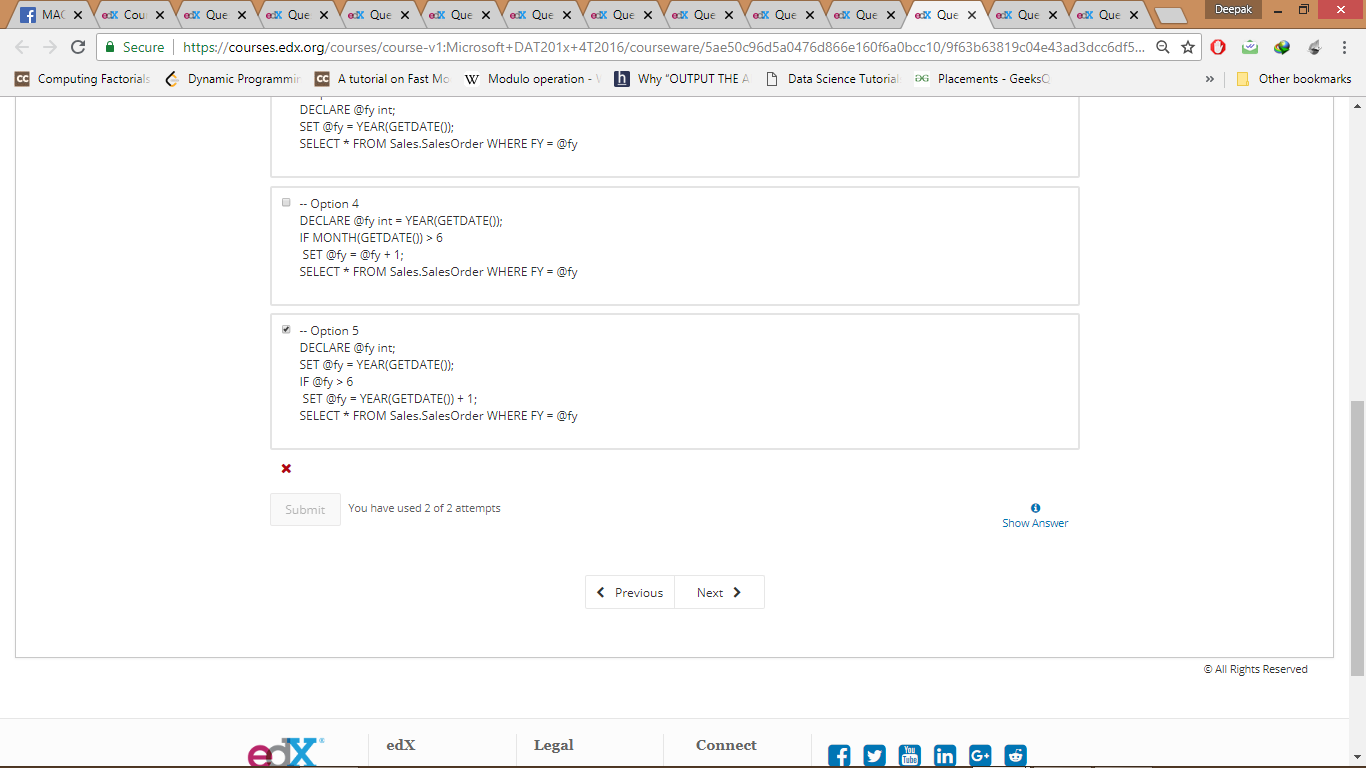 MAC Cou Que Que Que Que Que Que Que Que Que Que Que Deepak
Secure https://courses.edx.org/courses/course-v1:Microsoft+DAT201x+4T2016/courseware/5ae50c96d5a0476d866e160f6a0bcc10/9f63b63819c04e43ad3dcc6df5...
Computing Factorials Dynamic Programmin A tutorial on Fast Mo Modulo operation - Why "OUTPUT THE A Data Science Tutorial Placements - GeeksG » Other bookmarks
DECLARE @fy int;
SET @fy = YEAR(GETDATE());
SELECT * FROM Sales.SalesOrder WHERE FY = @fy
-- Option 4
DECLARE @fy int = YEAR(GETDATE());
IF MONTH(GETDATE()) > 6
SET @fy = @fy + 1;
SELECT * FROM Sales.SalesOrder WHERE FY = @fy
-- Option 5
DECLARE @fy int;
SET @fy = YEAR(GETDATE());
IF @fy > 6
SET @fy = YEAR(GETDATE()) + 1;
SELECT * FROM Sales.SalesOrder WHERE FY = @fy
Submit You have used 2 of 2 attempts
Show Answer
Previous Next
© All Rights Reserved
edX edX Legal Connect